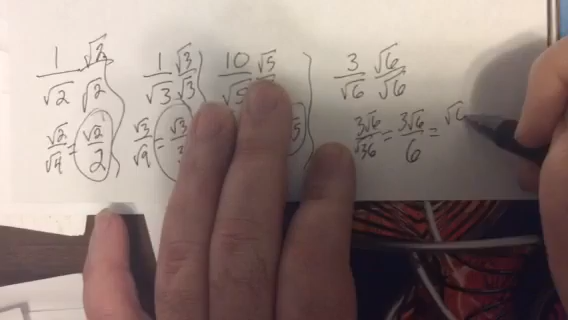 1/√2 √2/√2 1/√3 √3/√3 10 √5 3/√6 √6/√6
√2/√4 = √2/2 √3/√9 = √3 3√6/√36 = 3√6/6 =